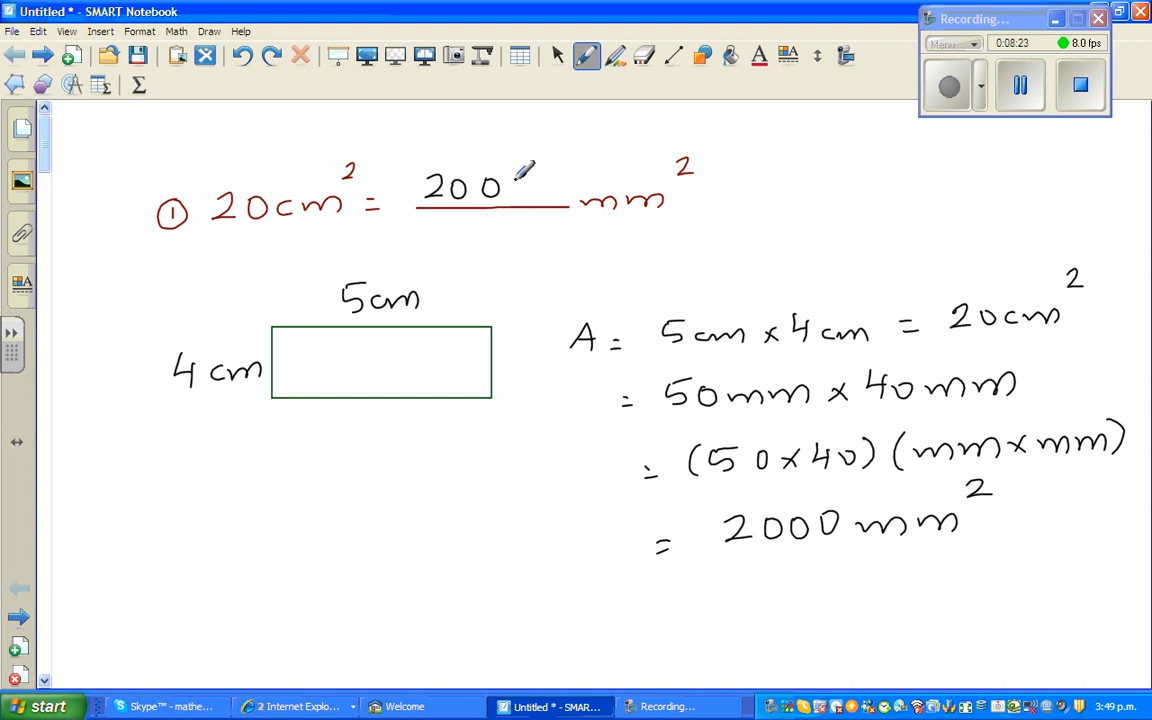 Untitled * - SMART Notebook
Recording...
File Edit View Insert Format Math Draw Help
Menu 0:08:23 8.0 fps
① 20cm² = 200 mm²
5cm
4 cm
A = 5cm × 4cm = 20cm²
= 50mm × 40mm
= (50×40) (mm×mm)
= 2000 mm²
start Skype™ - mathe... 2 Internet Explo... Welcome Untitled * - SMAR... Recording... 3:49 p.m.